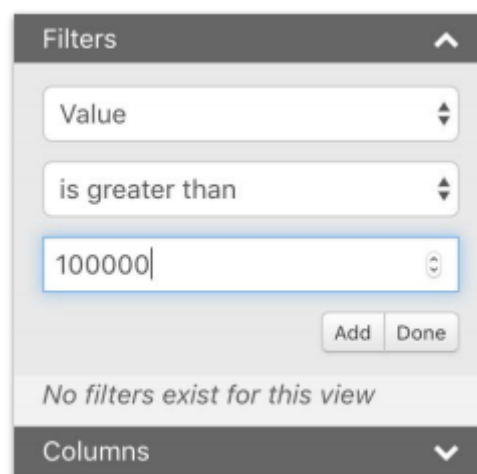 Filters
Value
is greater than
100000
Add Done
No filters exist for this view
Columns